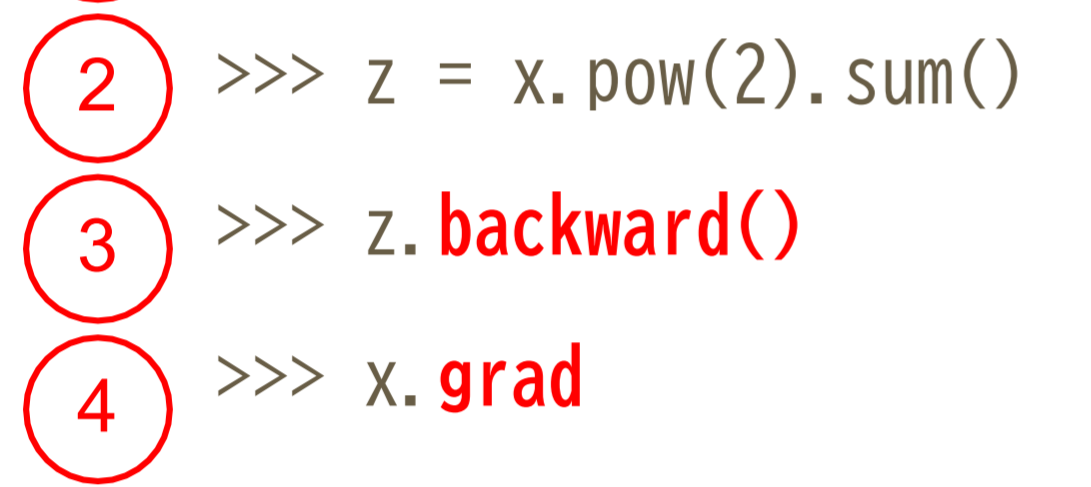 2 >>> z = x.pow(2).sum()
3 >>> z.backward()
4 >>> x.grad